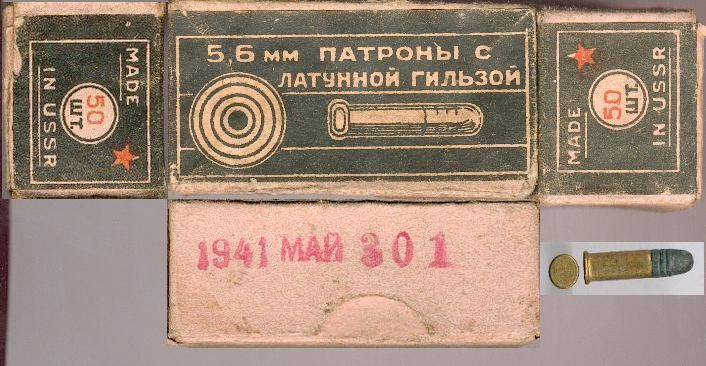 MADE
50
ШТ.
IN USSR
5,6 мм ПАТРОНЫ С
ЛАТУННОЙ ГИЛЬЗОЙ
MADE
50
ШТ.
IN USSR
1941 МАЙ 301